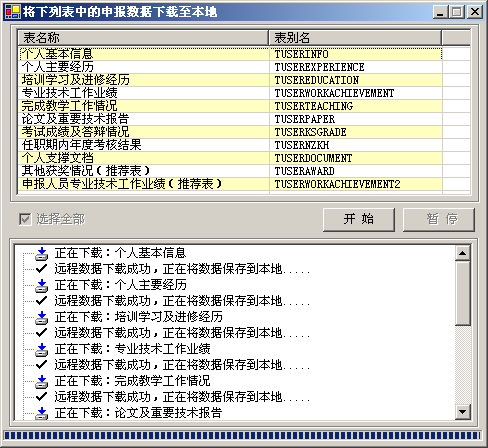 将下列表中的申报数据下载至本地
表名称 表别名
个人基本信息 TUSERINFO
个人主要经历 TUSEREXPERIENCE
培训学习及进修经历 TUSEREDUCATION
专业技术工作业绩 TUSERWORKACHIEVEMENT
完成教学工作情况 TUSERTEACHING
论文及重要技术报告 TUSERPAPER
考试成绩及答辩情况 TUSERKSGRADE
任职期内年度考核结果 TUSERNZKH
个人支撑文档 TUSERDOCUMENT
其他获奖情况(推荐表) TUSERAWARD
申报人员专业技术工作业绩(推荐表) TUSERWORKACHIEVEMENT2
选择全部 开 始 暂 停
正在下载：个人基本信息
远程数据下载成功，正在将数据保存到本地.....
正在下载：个人主要经历
远程数据下载成功，正在将数据保存到本地.....
正在下载：培训学习及进修经历
远程数据下载成功，正在将数据保存到本地.....
正在下载：专业技术工作业绩
远程数据下载成功，正在将数据保存到本地.....
正在下载：完成教学工作情况
远程数据下载成功，正在将数据保存到本地.....
正在下载：论文及重要技术报告